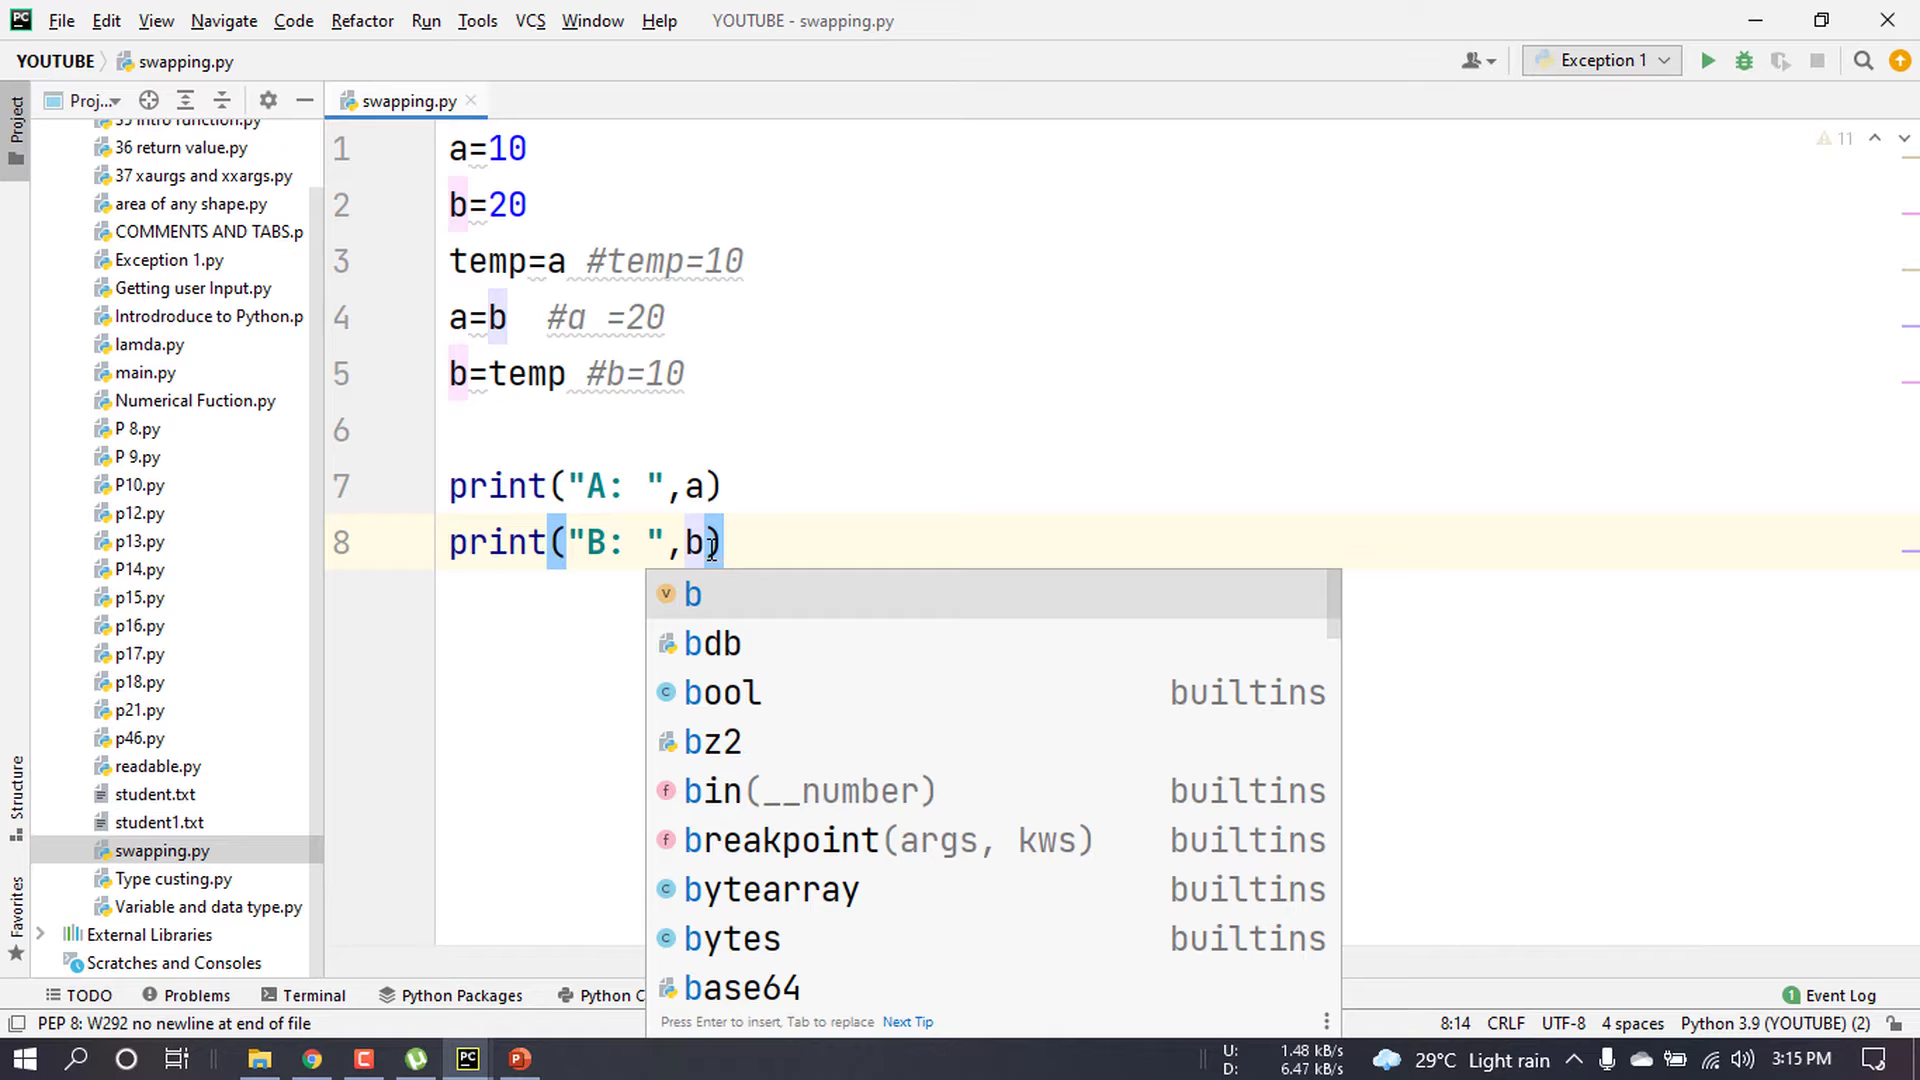 PC File Edit View Navigate Code Refactor Run Tools VCS Window Help YOUTUBE - swapping.py
YOUTUBE swapping.py Exception 1
Proj... swapping.py
Project
35 intro function.py
36 return value.py
37 xaurgs and xxargs.py
area of any shape.py
COMMENTS AND TABS.p
Exception 1.py
Getting user Input.py
Introdroduce to Python.p
lamda.py
main.py
Numerical Fuction.py
P 8.py
P 9.py
P10.py
p12.py
p13.py
P14.py
p15.py
p16.py
p17.py
p18.py
p21.py
p46.py
readable.py
student.txt
student1.txt
swapping.py
Type custing.py
Variable and data type.py
External Libraries
Scratches and Consoles
Structure
Favorites
11
1 a=10
2 b=20
3 temp=a #temp=10
4 a=b #a =20
5 b=temp #b=10
6
7 print("A: ",a)
8 print("B: ",b)
v b
bdb
c bool builtins
bz2
f bin(__number) builtins
f breakpoint(args, kws) builtins
c bytearray builtins
c bytes builtins
base64
Press Enter to insert, Tab to replace Next Tip
TODO Problems Terminal Python Packages Python C 1 Event Log
PEP 8: W292 no newline at end of file 8:14 CRLF UTF-8 4 spaces Python 3.9 (YOUTUBE) (2)
U: 1.48 kB/s
D: 6.47 kB/s
29°C Light rain 3:15 PM